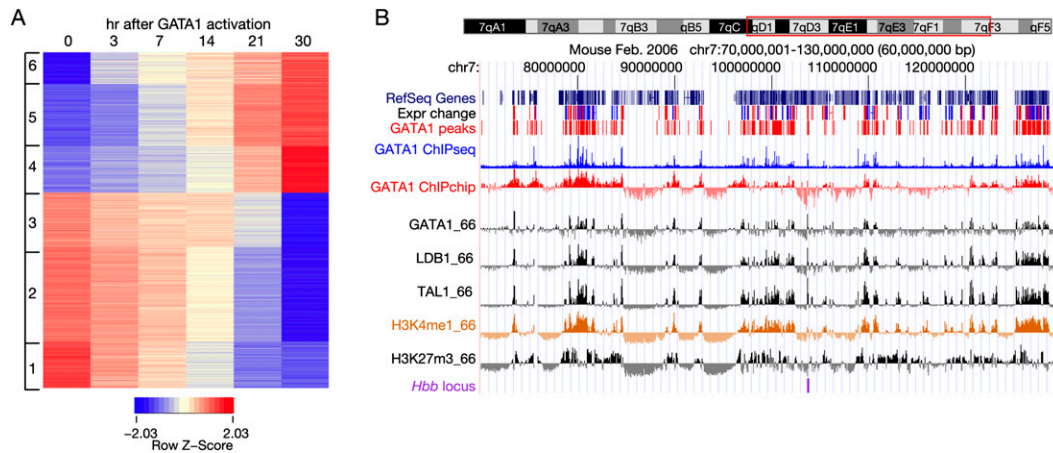 A
hr after GATA1 activation
0 3 7 14 21 30
6
5
4
3
2
1
-2.03 2.03
Row Z-Score
B
7qA1 7qA3 7qB3 qB5 7qC qD1 7qD3 7qE1 7qE3 7qF1 7qF3 qF5
Mouse Feb. 2006 chr7:70,000,001-130,000,000 (60,000,000 bp)
chr7: 80000000 90000000 100000000 110000000 120000000
RefSeq Genes
Expr change
GATA1 peaks
GATA1 ChIPseq
GATA1 ChIPchip
GATA1_66
LDB1_66
TAL1_66
H3K4me1_66
H3K27m3_66
Hbb locus